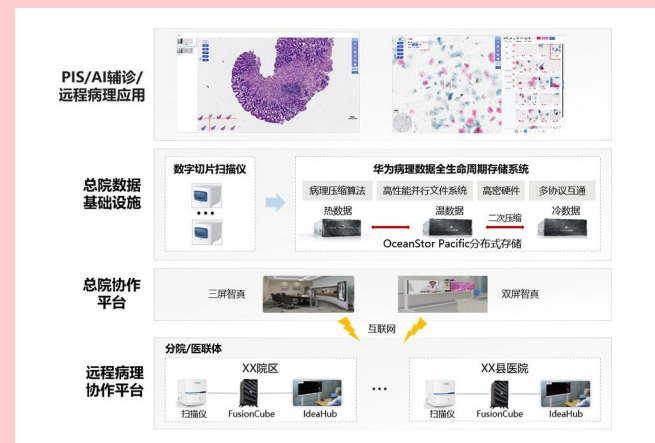 PIS/AI辅诊/
远程病理应用
总院数据
基础设施
数字切片扫描仪
华为病理数据全生命周期存储系统
病理压缩算法
高性能并行文件系统
高密硬件
多协议互通
热数据
温数据
二次压缩
冷数据
OceanStor Pacific分布式存储
总院协作
平台
三屏智真
双屏智真
互联网
远程病理
协作平台
分院/医联体
XX院区
扫描仪
FusionCube
IdeaHub
XX县医院
扫描仪
FusionCube
IdeaHub